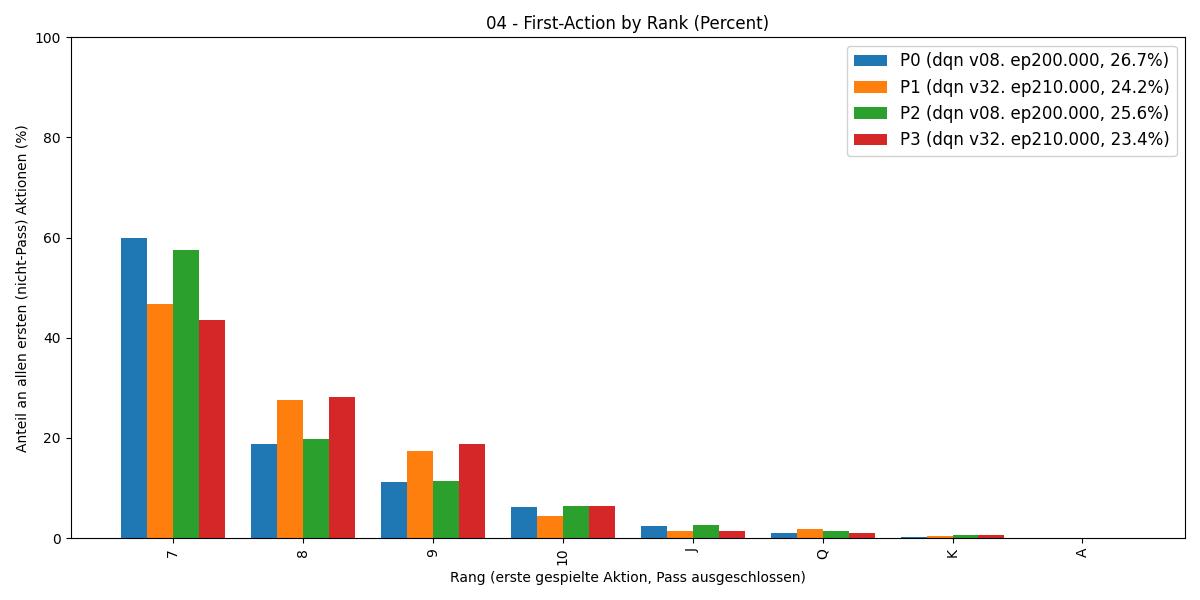 04 - First-Action by Rank (Percent)
Anteil an allen ersten (nicht-Pass) Aktionen (%)
100
80
60
40
20
0
P0 (dqn v08. ep200.000, 26.7%)
P1 (dqn v32. ep210.000, 24.2%)
P2 (dqn v08. ep200.000, 25.6%)
P3 (dqn v32. ep210.000, 23.4%)
7
8
9
10
J
Q
K
A
Rang (erste gespielte Aktion, Pass ausgeschlossen)